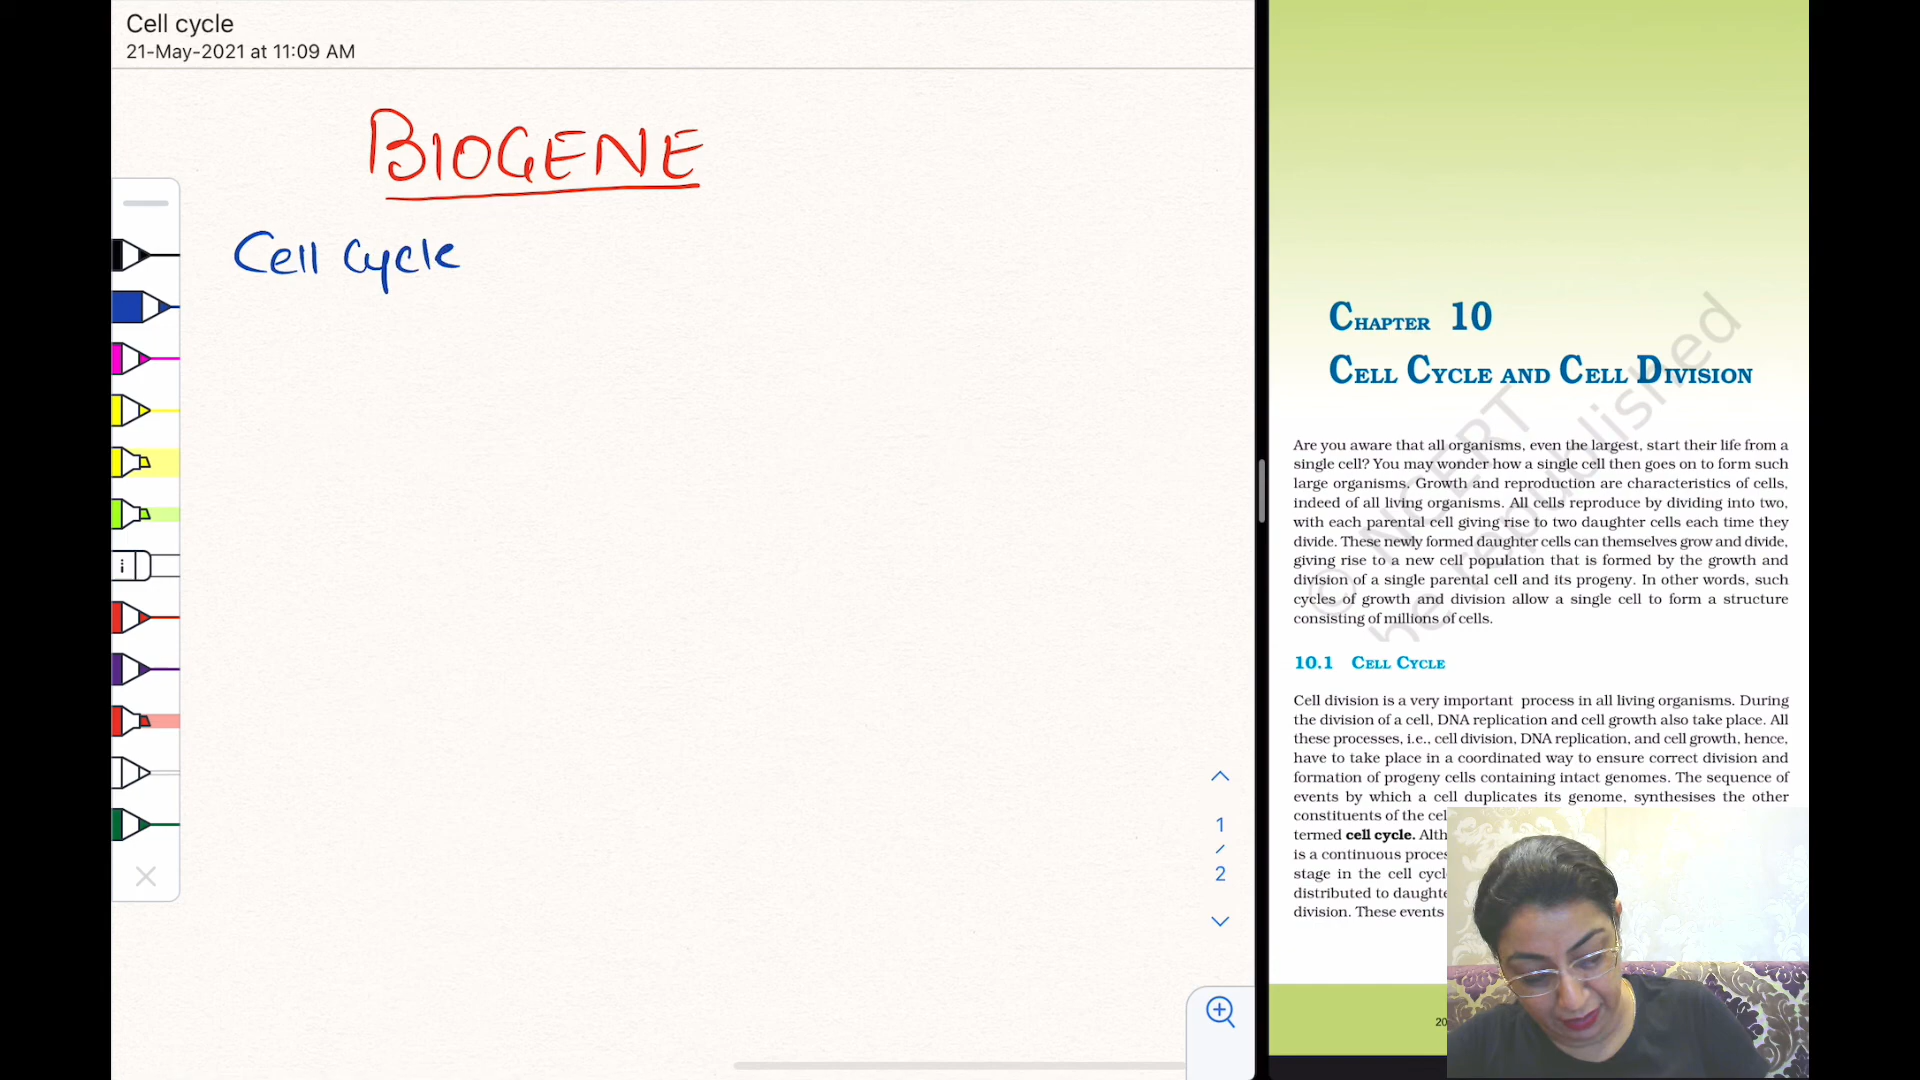 Cell cycle
21-May-2021 at 11:09 AM
BIOGENE
Cell Cycle
1
/
2
CHAPTER 10
CELL CYCLE AND CELL DIVISION
Are you aware that all organisms, even the largest, start their life from a
single cell? You may wonder how a single cell then goes on to form such
large organisms. Growth and reproduction are characteristics of cells,
indeed of all living organisms. All cells reproduce by dividing into two,
with each parental cell giving rise to two daughter cells each time they
divide. These newly formed daughter cells can themselves grow and divide,
giving rise to a new cell population that is formed by the growth and
division of a single parental cell and its progeny. In other words, such
cycles of growth and division allow a single cell to form a structure
consisting of millions of cells.
10.1 CELL CYCLE
Cell division is a very important process in all living organisms. During
the division of a cell, DNA replication and cell growth also take place. All
these processes, i.e., cell division, DNA replication, and cell growth, hence,
have to take place in a coordinated way to ensure correct division and
formation of progeny cells containing intact genomes. The sequence of
events by which a cell duplicates its genome, synthesises the other
constituents of the cel
termed cell cycle. Alth
is a continuous proces
stage in the cell cycl
distributed to daughte
division. These events
20
© NCERT
be republished